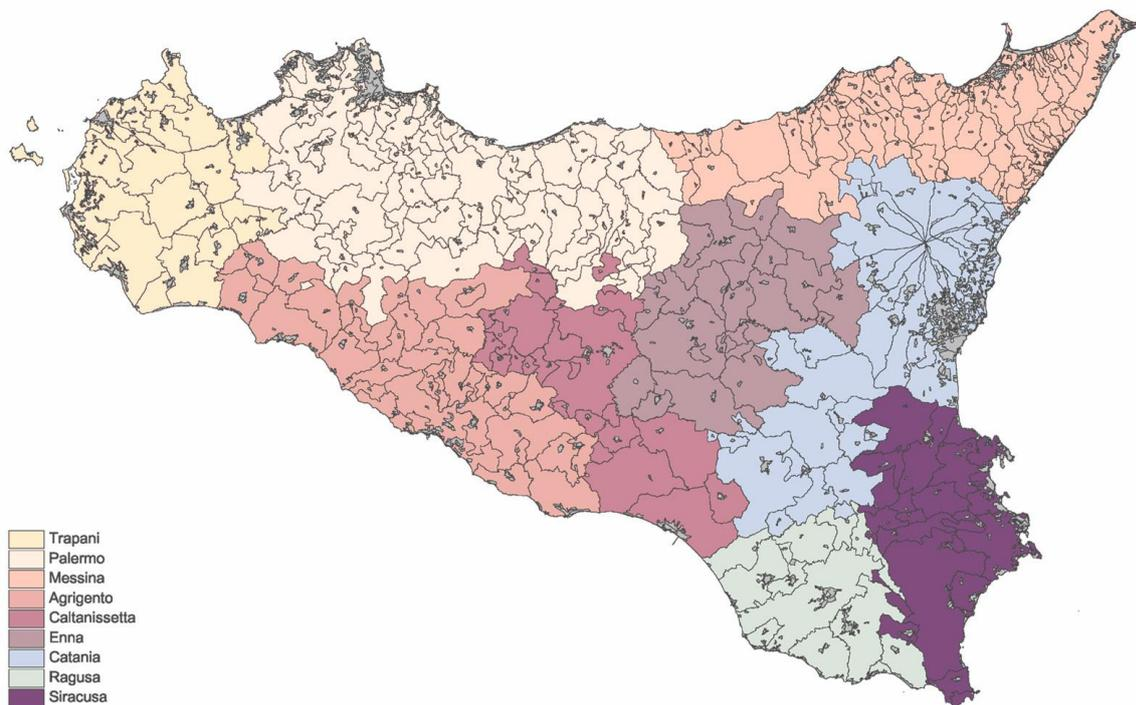 Trapani
Palermo
Messina
Agrigento
Caltanissetta
Enna
Catania
Ragusa
Siracusa